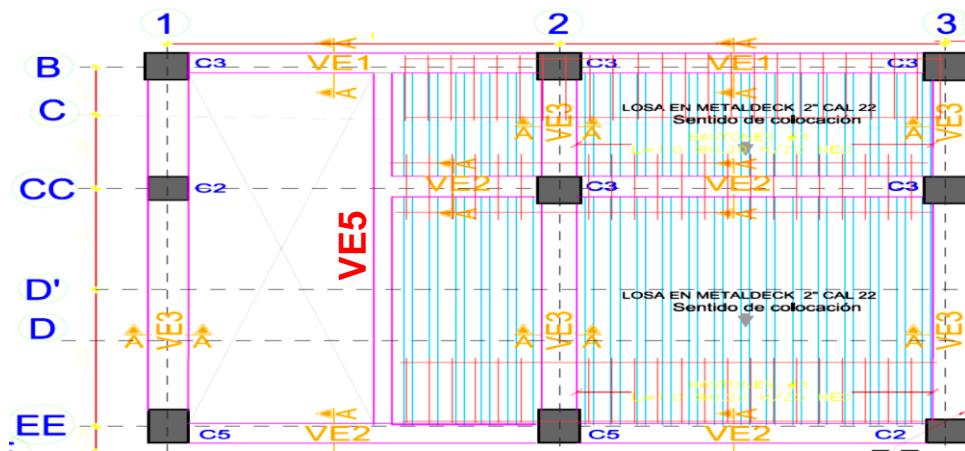 1 2 3
B C3 VE1 C3 VE1 C3
A A
A A
C LOSA EN METALDECK 2" CAL 22
Sentido de colocación
A VE3 A A VE3
BASTONES #3
A A
CC C2 VE2 C3 VE2 C3
A A
VE5
D'
LOSA EN METALDECK 2" CAL 22
Sentido de colocación
D A VE3 A A VE3 A A VE3
A A
EE C5 VE2 C5 VE2 C2